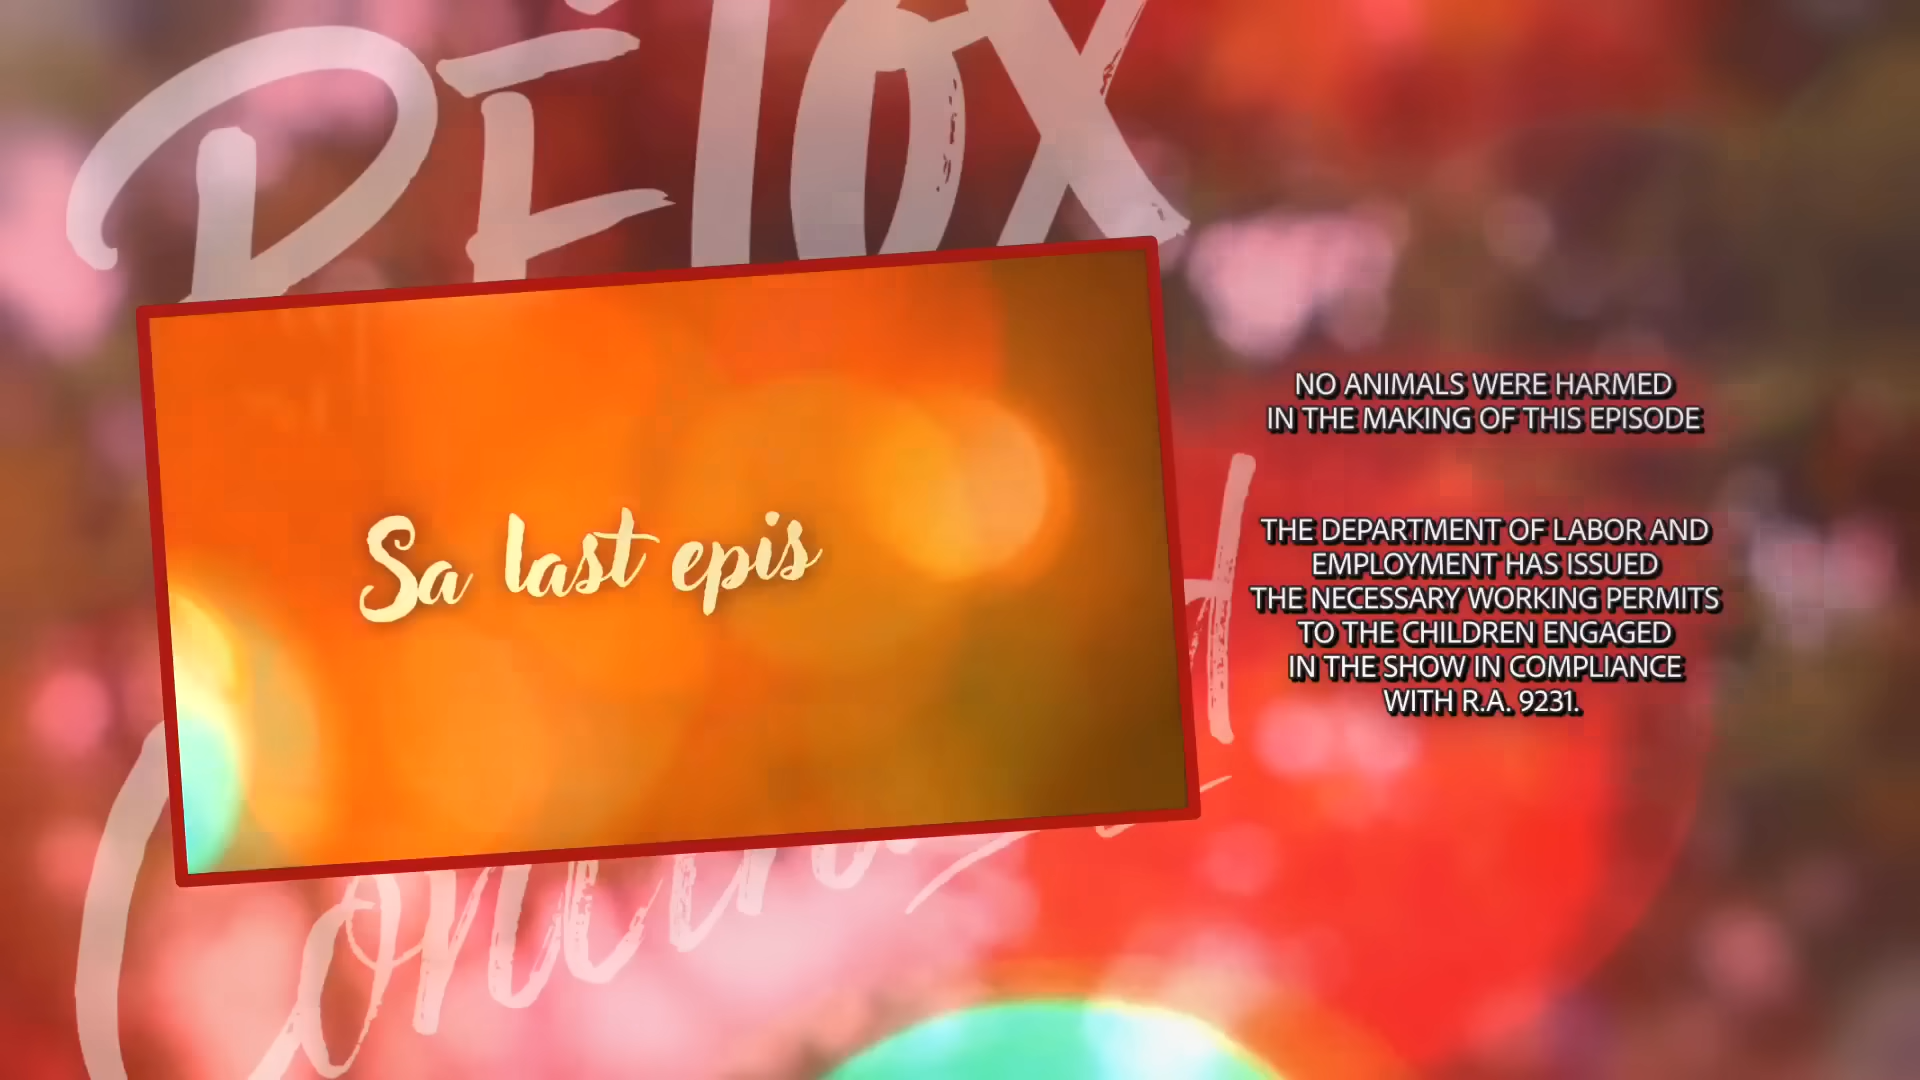 RETOX
Sa last epis
NO ANIMALS WERE HARMED
IN THE MAKING OF THIS EPISODE
THE DEPARTMENT OF LABOR AND
EMPLOYMENT HAS ISSUED
THE NECESSARY WORKING PERMITS
TO THE CHILDREN ENGAGED
IN THE SHOW IN COMPLIANCE
WITH R.A. 9231.